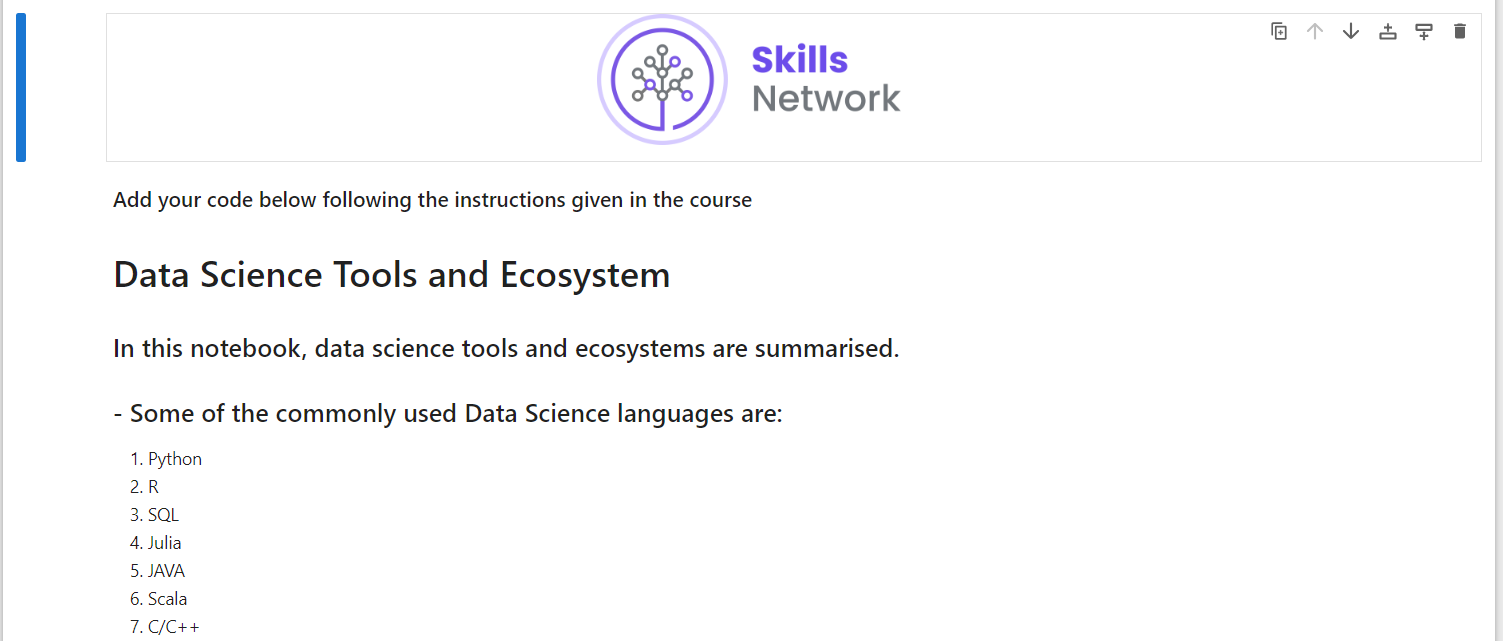 Skills
Network
Add your code below following the instructions given in the course
Data Science Tools and Ecosystem
In this notebook, data science tools and ecosystems are summarised.
- Some of the commonly used Data Science languages are:
1. Python
2. R
3. SQL
4. Julia
5. JAVA
6. Scala
7. C/C++